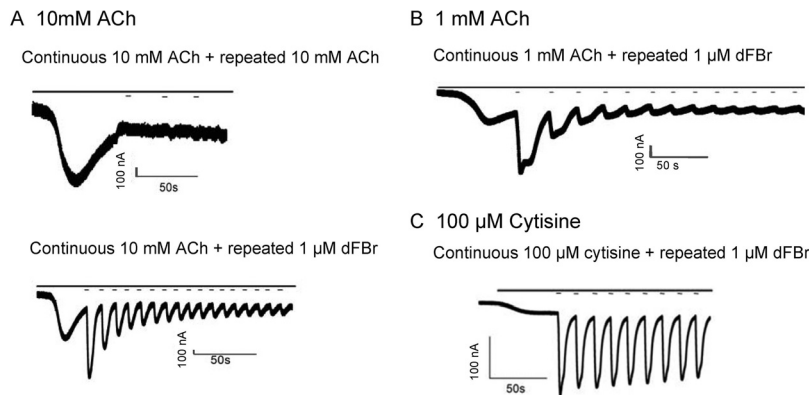 A 10mM ACh
Continuous 10 mM ACh + repeated 10 mM ACh
100 nA
50s
Continuous 10 mM ACh + repeated 1 µM dFBr
100 nA
50s
B 1 mM ACh
Continuous 1 mM ACh + repeated 1 µM dFBr
100 nA
50 s
C 100 µM Cytisine
Continuous 100 µM cytisine + repeated 1 µM dFBr
100 nA
50s